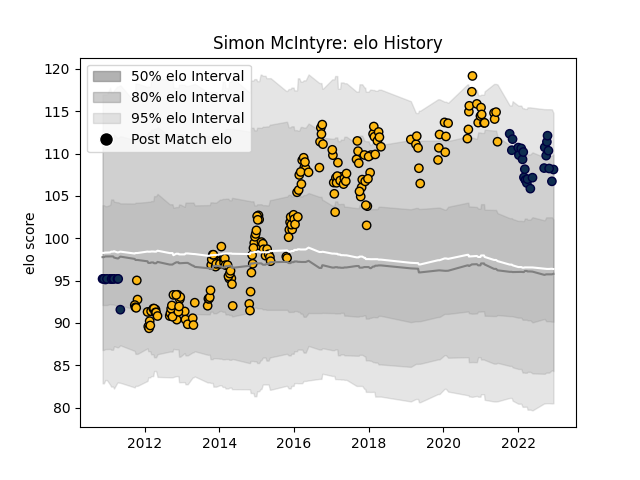 Simon McIntyre: elo History
50% elo Interval
80% elo Interval
95% elo Interval
Post Match elo
elo score
120
115
110
105
100
95
90
85
80
2012
2014
2016
2018
2020
2022